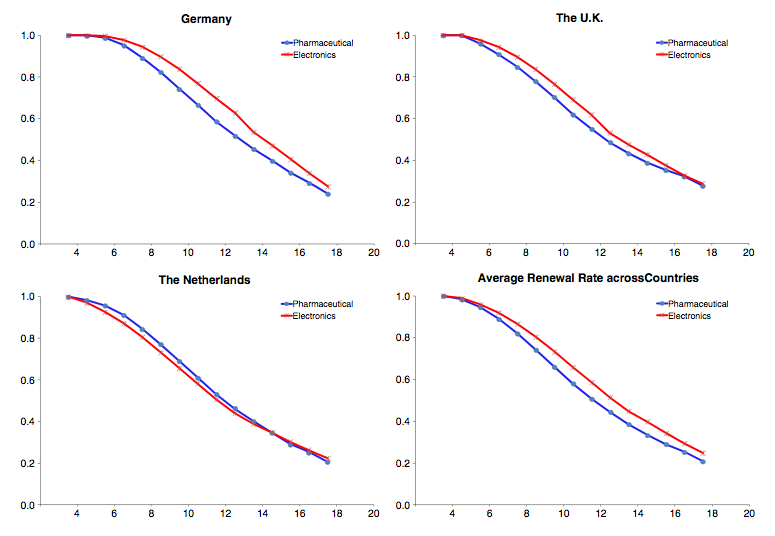 Germany
1.0
0.8
0.6
0.4
0.2
0.0
4 6 8 10 12 14 16 18 20
Pharmaceutical
Electronics
The U.K.
1.0
0.8
0.6
0.4
0.2
0.0
4 6 8 10 12 14 16 18 20
Pharmaceutical
Electronics
The Netherlands
1.0
0.8
0.6
0.4
0.2
0.0
4 6 8 10 12 14 16 18 20
Pharmaceutical
Electronics
Average Renewal Rate acrossCountries
1.0
0.8
0.6
0.4
0.2
0.0
4 6 8 10 12 14 16 18 20
Pharmaceutical
Electronics